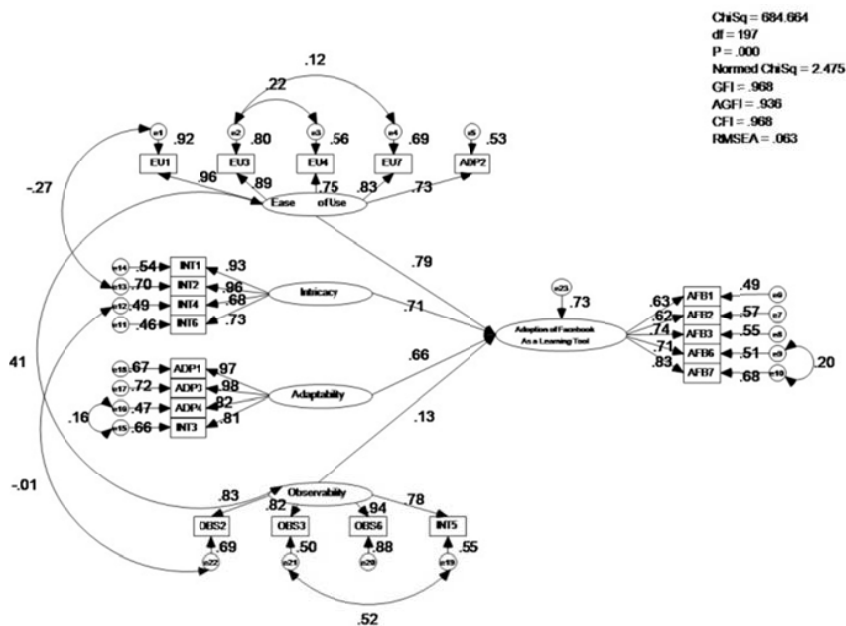 ChiSq = 684.664
df = 197
P = .000
Normed ChiSq = 2.475
GFI = .968
AGFI = .936
CFI = .968
RMSEA = .063
.12
.22
e1 .92
e2 .80
e3 .56
e4 .69
e5 .53
EU1
EU3
EU4
EU7
ADP2
-.27
.96
.89
.75
.83
.73
Ease of Use
.79
e14 .54 INT1 .93
e13 .70 INT2 .96
e12 .49 INT4 .68
e11 .46 INT6 .73
Intricacy
.71
e23
.73
Adoption of Facebook
As a Learning Tool
.63 AFB1 .49 e6
.62 AFB2 .57 e7
.74 AFB3 .55 e8
.71 AFB6 .51 e9
.83 AFB7 .68 e10
.20
41
.66
e18 .67 ADP1 .97
e17 .72 .98
e16 .47 .82
e15 .66 INT3 .81
.16
Adaptability
.13
-.01
Observability
.83
.82
.94
.78
OBS2
OBS3
OBS6
INT5
.69
.50
.88
.55
e22
e21
e20
e19
.52